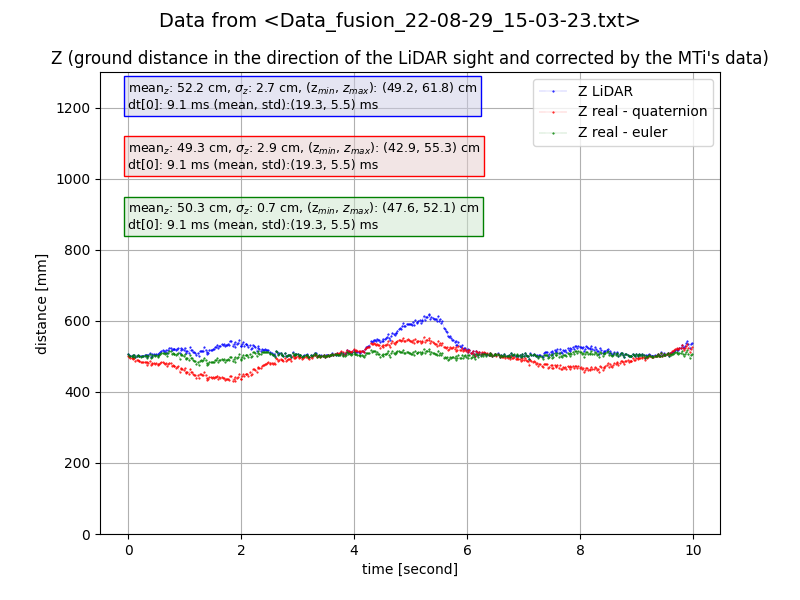 Data from <Data_fusion_22-08-29_15-03-23.txt>
Z (ground distance in the direction of the LiDAR sight and corrected by the MTi's data)
mean_z: 52.2 cm, σ_z: 2.7 cm, (z_min, z_max): (49.2, 61.8) cm
dt[0]: 9.1 ms (mean, std):(19.3, 5.5) ms
mean_z: 49.3 cm, σ_z: 2.9 cm, (z_min, z_max): (42.9, 55.3) cm
dt[0]: 9.1 ms (mean, std):(19.3, 5.5) ms
mean_z: 50.3 cm, σ_z: 0.7 cm, (z_min, z_max): (47.6, 52.1) cm
dt[0]: 9.1 ms (mean, std):(19.3, 5.5) ms
Z LiDAR
Z real - quaternion
Z real - euler
distance [mm]
1200
1000
800
600
400
200
0
0 2 4 6 8 10
time [second]